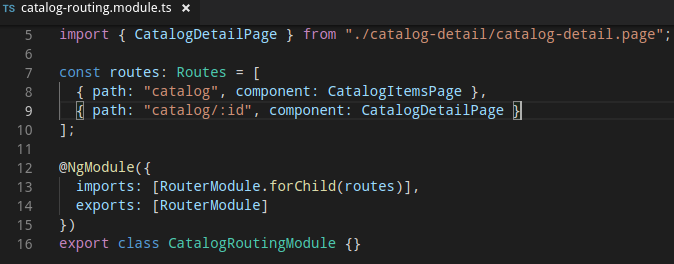 TS catalog-routing.module.ts ×
5 import { CatalogDetailPage } from "./catalog-detail/catalog-detail.page";
6
7 const routes: Routes = [
8 { path: "catalog", component: CatalogItemsPage },
9 { path: "catalog/:id", component: CatalogDetailPage }
10 ];
11
12 @NgModule({
13 imports: [RouterModule.forChild(routes)],
14 exports: [RouterModule]
15 })
16 export class CatalogRoutingModule {}